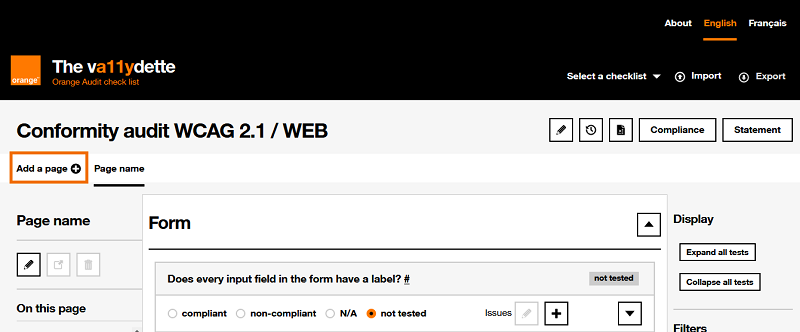 About English Français
The va11ydette
Orange Audit check list
orange™
Select a checklist Import Export
Conformity audit WCAG 2.1 / WEB
Compliance Statement
Add a page Page name
Page name
Form
Display
Expand all tests
Does every input field in the form have a label? # not tested
Collapse all tests
On this page
compliant non-compliant N/A not tested Issues
Filters